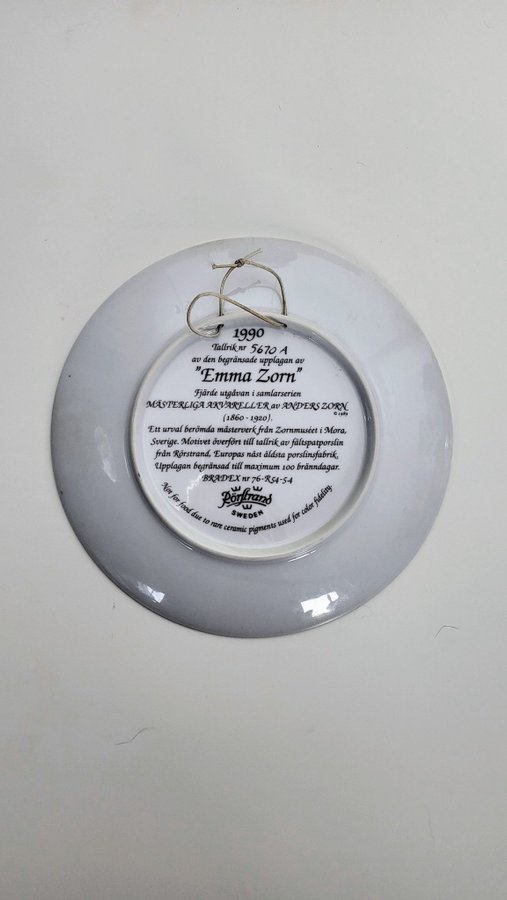 1990
Tallrik nr 5670 A
av den begränsade upplagan av
"Emma Zorn"
Fjärde utgåvan i samlarserien
MÄSTERLIGA AKVARELLER av ANDERS ZORN
© 1987
(1860 - 1920).
Ett urval berömda mästerverk från Zornmuséet i Mora,
Sverige. Motivet överfört till tallrik av fältspatporslin
från Rörstrand, Europas näst äldsta porslinsfabrik.
Upplagan begränsad till maximum 100 bränndagar.
BRADEX nr 76-R54-5.4
Rörstrand
SWEDEN
Not for food due to rare ceramic pigments used for color fidelity.